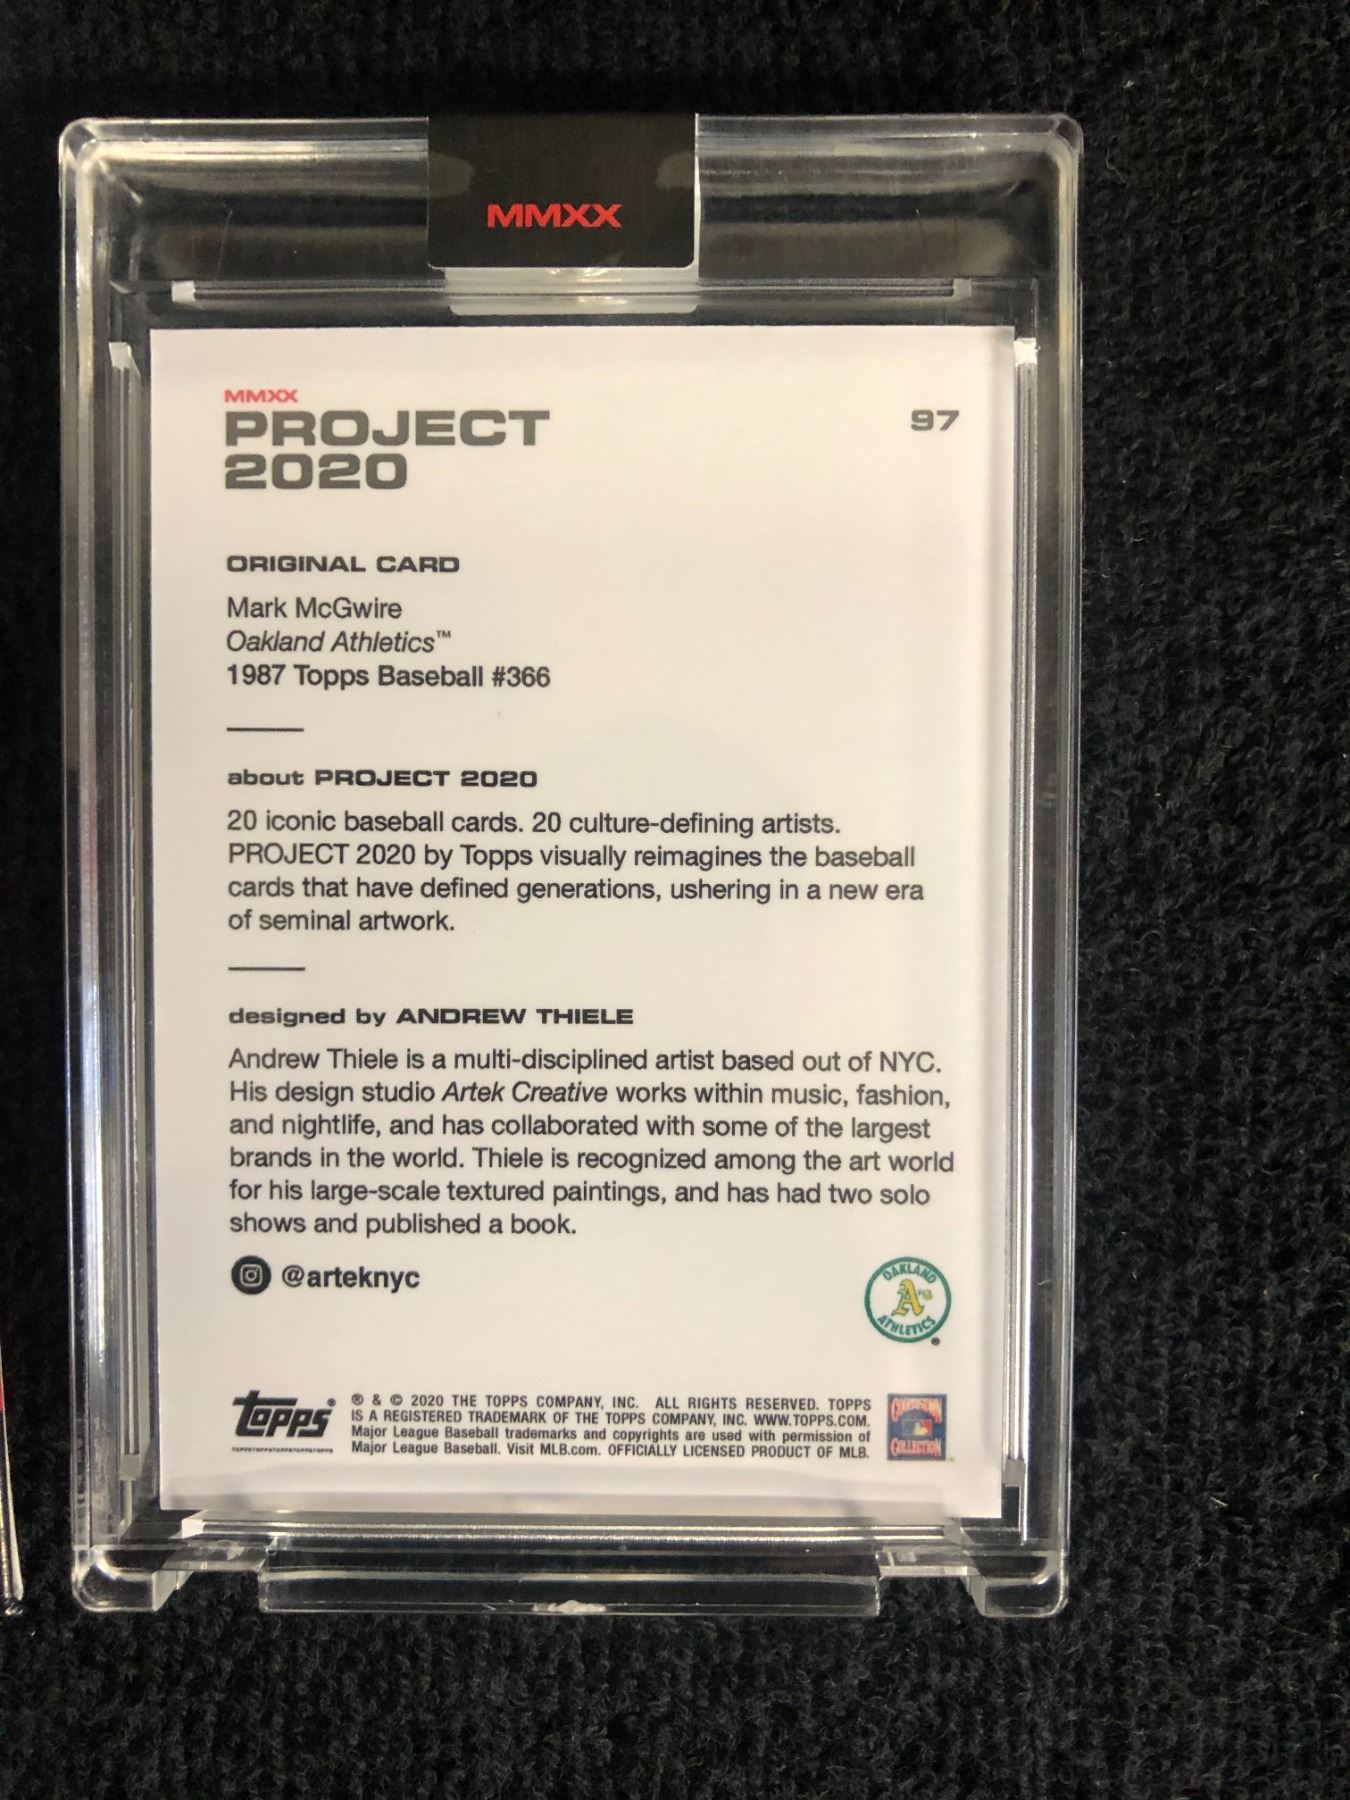 MMXX
MMXX
PROJECT
2020
97
ORIGINAL CARD
Mark McGwire
Oakland Athletics™
1987 Topps Baseball #366
about PROJECT 2020
20 iconic baseball cards. 20 culture-defining artists.
PROJECT 2020 by Topps visually reimagines the baseball
cards that have defined generations, ushering in a new era
of seminal artwork.
designed by ANDREW THIELE
Andrew Thiele is a multi-disciplined artist based out of NYC.
His design studio Artek Creative works within music, fashion,
and nightlife, and has collaborated with some of the largest
brands in the world. Thiele is recognized among the art world
for his large-scale textured paintings, and has had two solo
shows and published a book.
@arteknyc
OAKLAND
A's
ATHLETICS
Topps®
TOPPSTOPPSTOPPSTOPPSTOPPS
® & © 2020 THE TOPPS COMPANY, INC. ALL RIGHTS RESERVED. TOPPS
IS A REGISTERED TRADEMARK OF THE TOPPS COMPANY, INC. WWW.TOPPS.COM.
Major League Baseball trademarks and copyrights are used with permission of
Major League Baseball. Visit MLB.com. OFFICIALLY LICENSED PRODUCT OF MLB.
COOPERSTOWN
COLLECTION